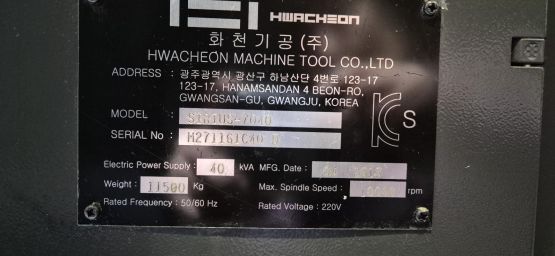 HWACHEON
화천기공(주)
HWACHEON MACHINE TOOL CO.,LTD
ADDRESS : 광주광역시 광산구 하남산단 4번로 123-17
123-17, HANAMSANDAN 4 BEON-RO,
GWANGSAN-GU, GWANGJU, KOREA
MODEL :
SERIAL No :
KC S
Electric Power Supply : 40 kVA MFG. Date :
Weight : 11500 Kg Max. Spindle Speed : rpm
Rated Frequency : 50/60 Hz Rated Voltage : 220V